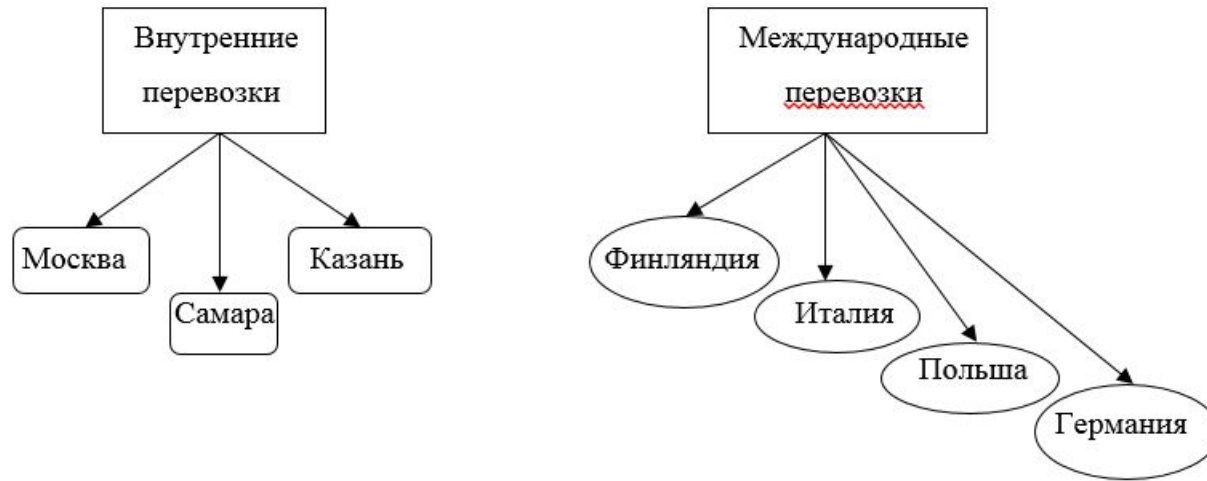 Внутренние
перевозки
Международные
перевозки
Москва
Самара
Казань
Финляндия
Италия
Польша
Германия